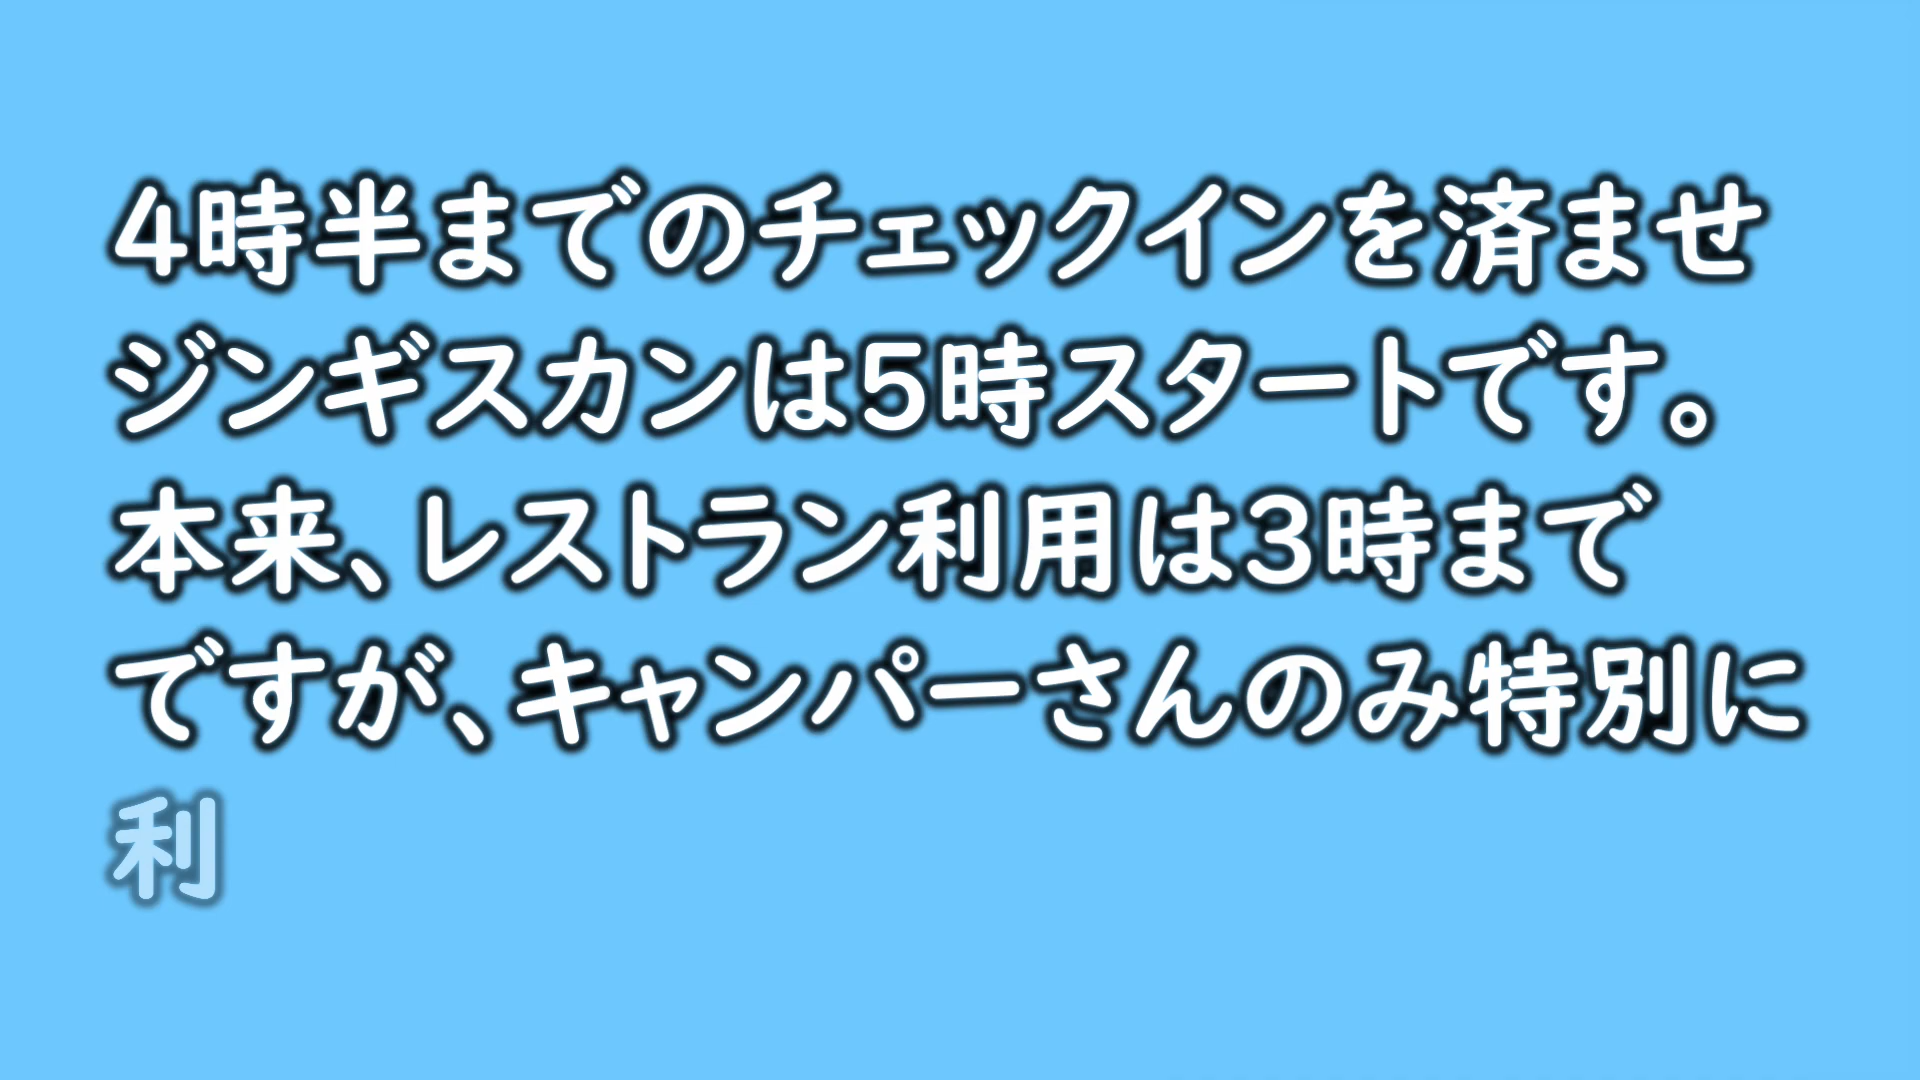 4時半までのチェックインを済ませ
ジンギスカンは5時スタートです。
本来、レストラン利用は3時まで
ですが、キャンパーさんのみ特別に
利